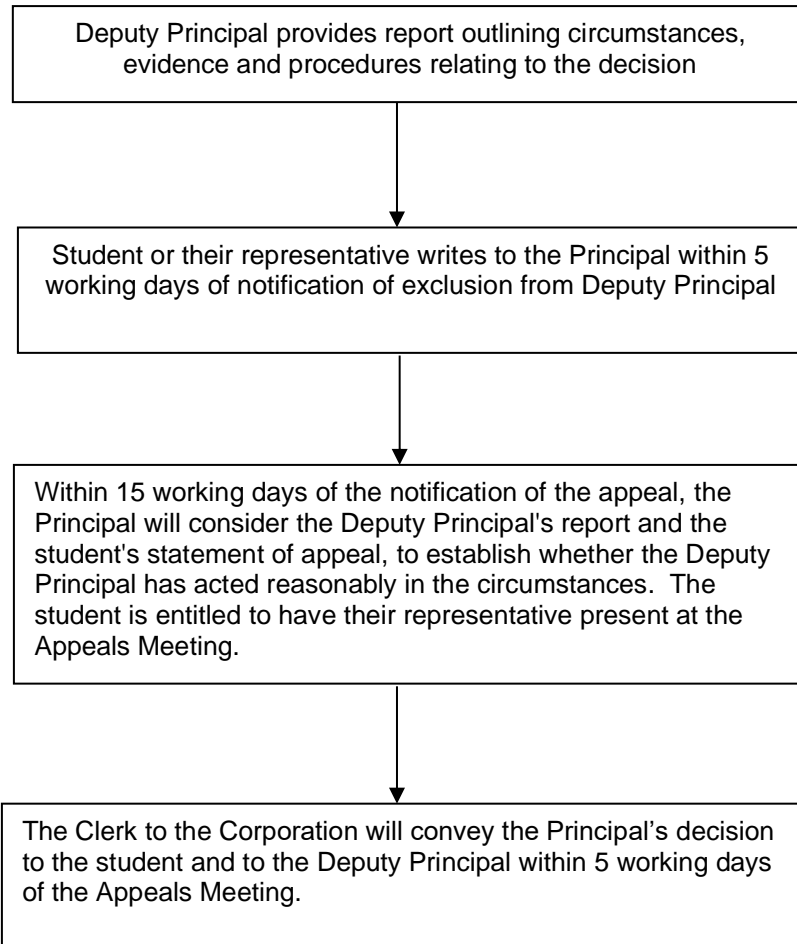 Deputy Principal provides report outlining circumstances,
evidence and procedures relating to the decision
Student or their representative writes to the Principal within 5
working days of notification of exclusion from Deputy Principal
Within 15 working days of the notification of the appeal, the
Principal will consider the Deputy Principal's report and the
student's statement of appeal, to establish whether the Deputy
Principal has acted reasonably in the circumstances.  The
student is entitled to have their representative present at the
Appeals Meeting.
The Clerk to the Corporation will convey the Principal’s decision
to the student and to the Deputy Principal within 5 working days
of the Appeals Meeting.